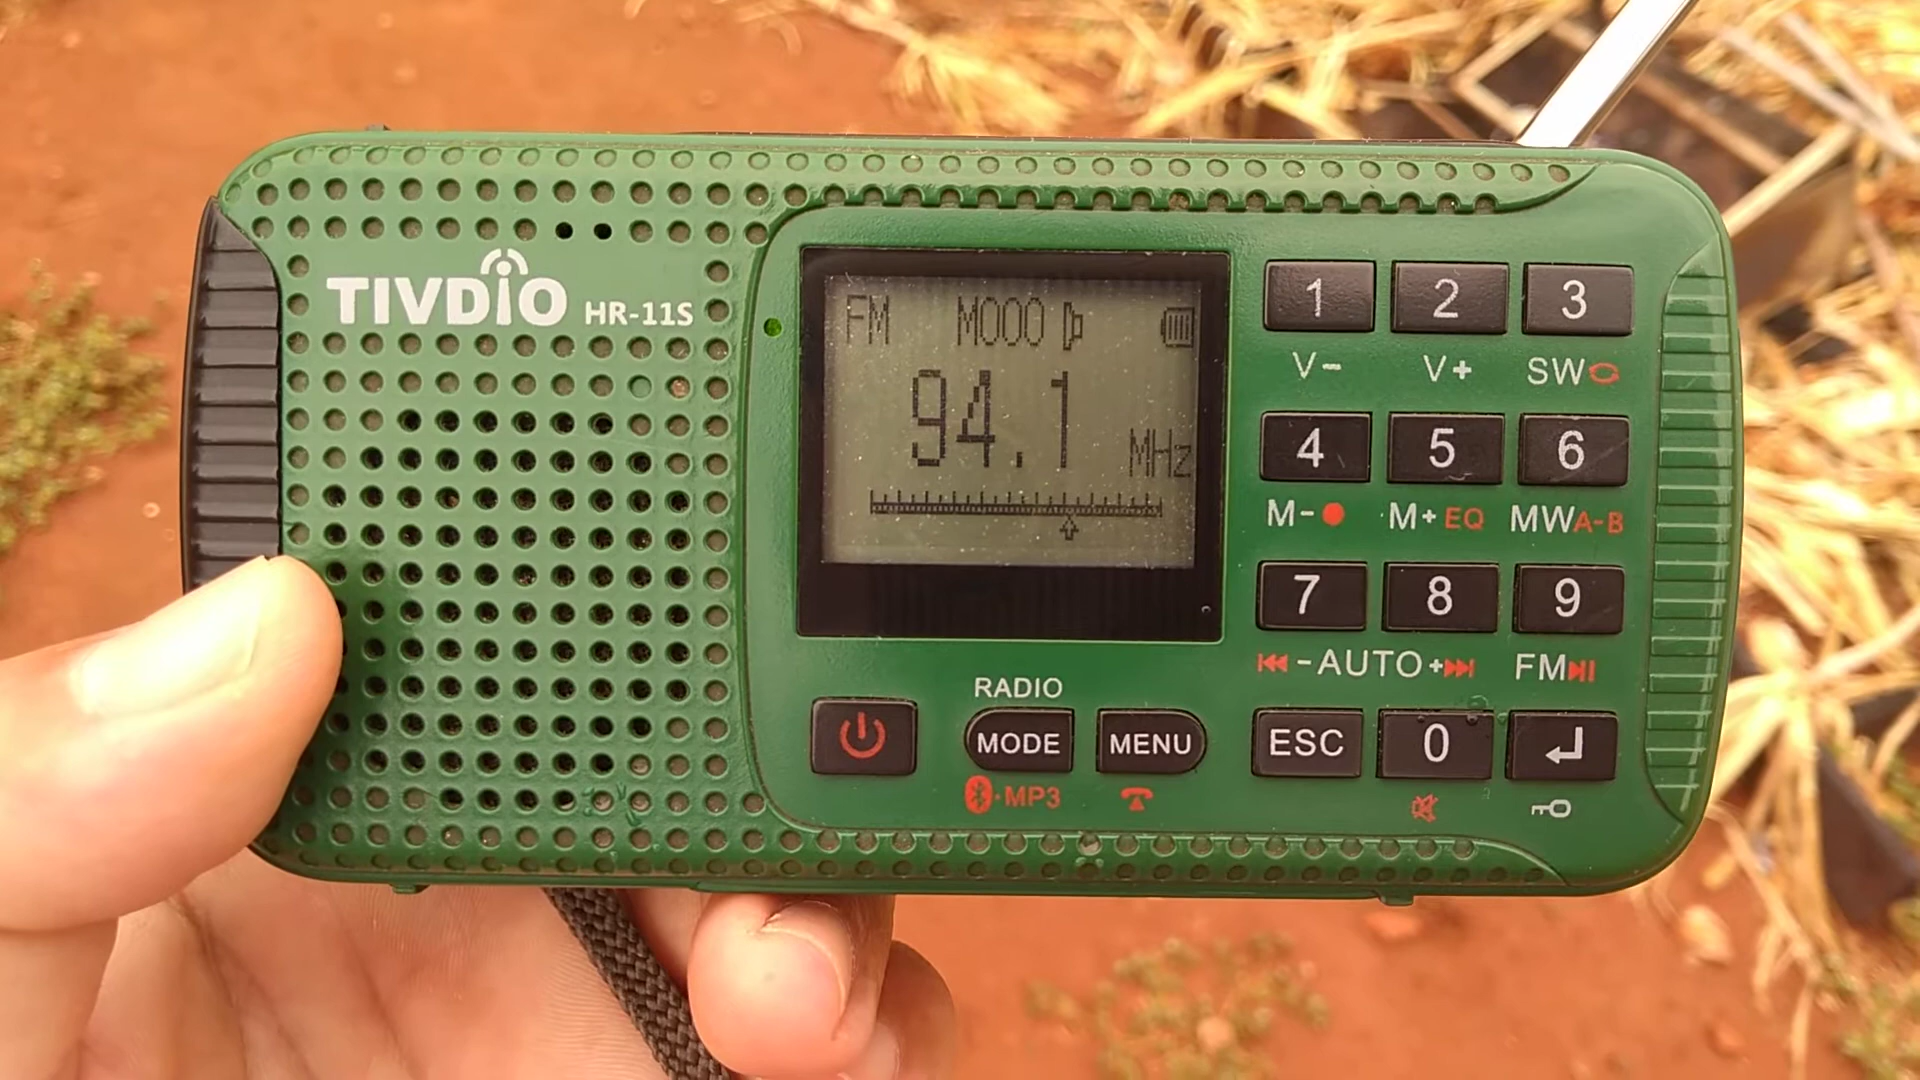 TIVDIO HR-11S
FM M000
94.1 MHz
1 2 3
V- V+ SW
4 5 6
M- M+ EQ MW A-B
7 8 9
-AUTO+ FM
RADIO
MODE MENU ESC 0
MP3